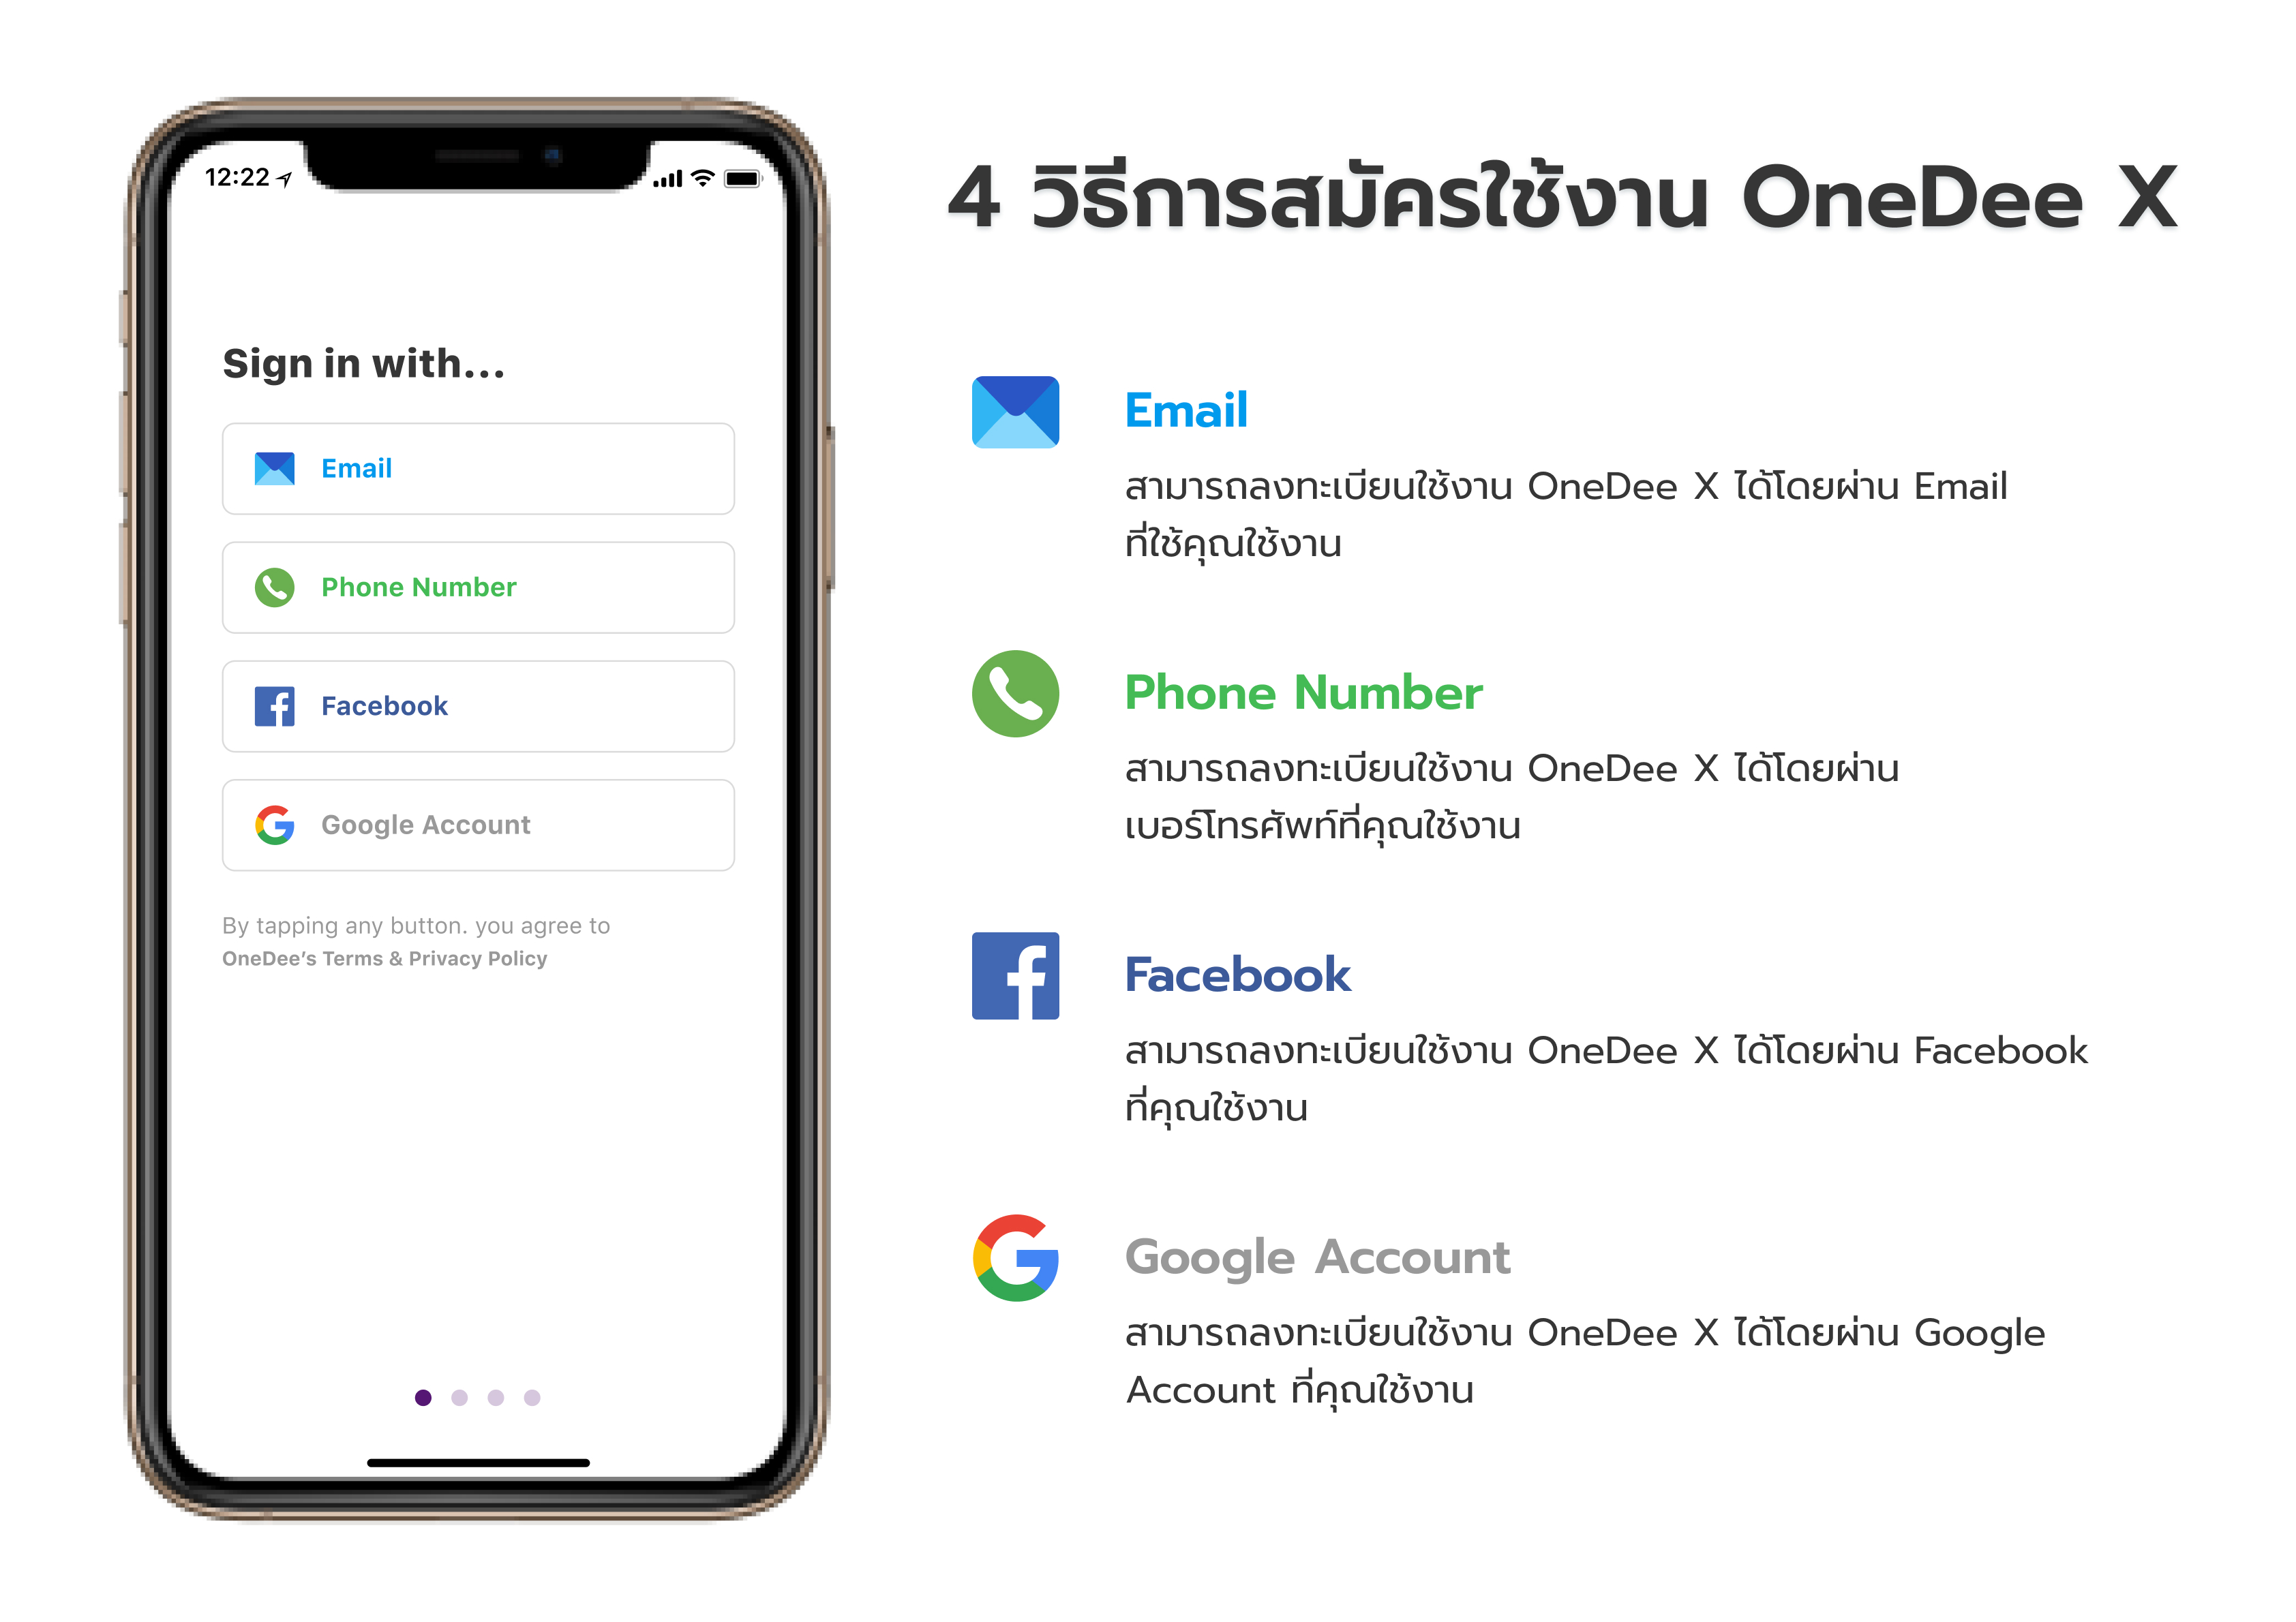 12:22
Sign in with...
Email
Phone Number
Facebook
Google Account
By tapping any button. you agree to
OneDee's Terms & Privacy Policy
4 วิธีการสมัครใช้งาน OneDee X
Email
สามารถลงทะเบียนใช้งาน OneDee X ได้โดยผ่าน Email
ที่ใช้คุณใช้งาน
Phone Number
สามารถลงทะเบียนใช้งาน OneDee X ได้โดยผ่าน
เบอร์โทรศัพท์ที่คุณใช้งาน
Facebook
สามารถลงทะเบียนใช้งาน OneDee X ได้โดยผ่าน Facebook
ที่คุณใช้งาน
Google Account
สามารถลงทะเบียนใช้งาน OneDee X ได้โดยผ่าน Google
Account ที่คุณใช้งาน